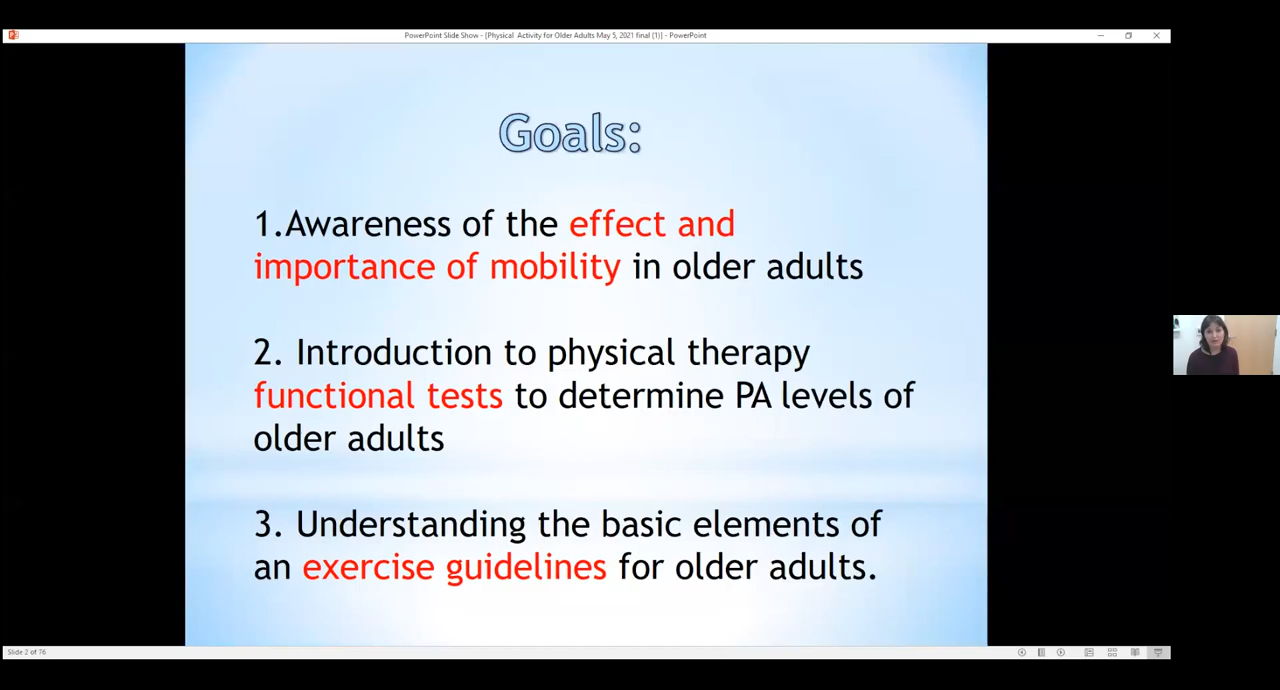 PowerPoint Slide Show - [Physical Activity for Older Adults May 5, 2021 final (1)] - PowerPoint
Goals:
1.Awareness of the effect and
importance of mobility in older adults
2. Introduction to physical therapy
functional tests to determine PA levels of
older adults
3. Understanding the basic elements of
an exercise guidelines for older adults.
Slide 2 of 76